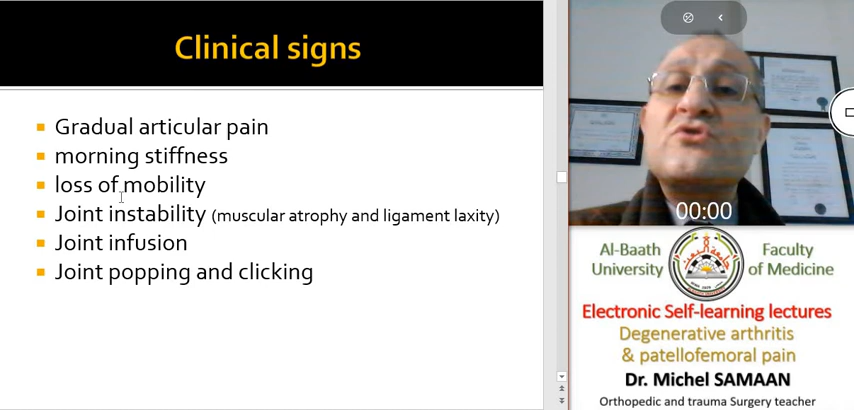 Clinical signs
Gradual articular pain
morning stiffness
loss of mobility
Joint instability (muscular atrophy and ligament laxity)
Joint infusion
Joint popping and clicking
00:00
Al-Baath
University
Faculty
of Medicine
Electronic Self-learning lectures
Degenerative arthritis
& patellofemoral pain
Dr. Michel SAMAAN
Orthopedic and trauma Surgery teacher